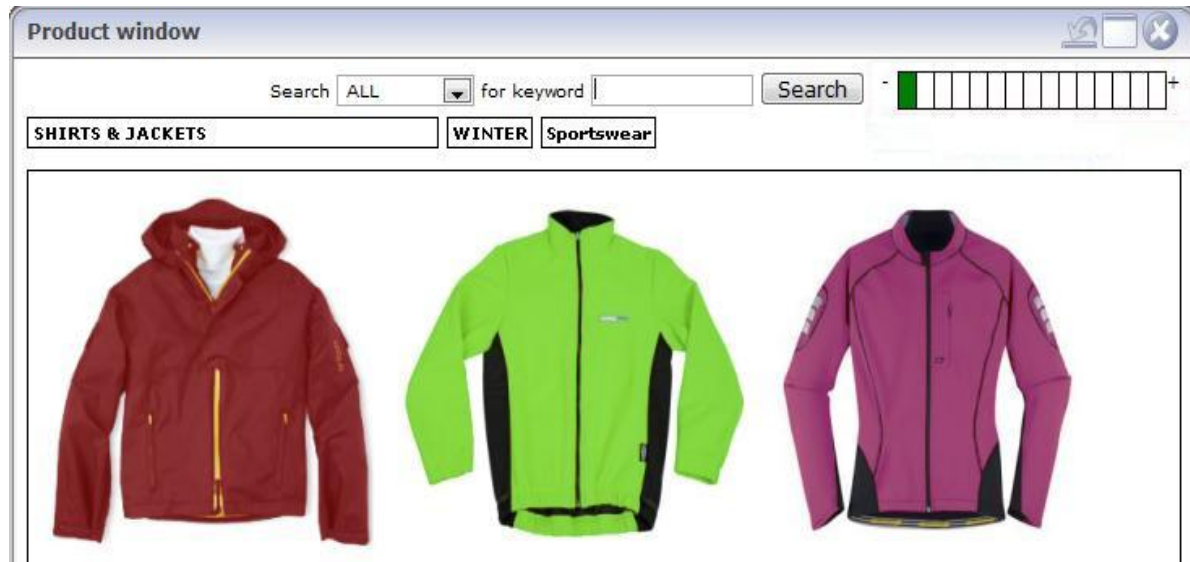 Product window
Search ALL for keyword Search - +
SHIRTS & JACKETS WINTER Sportswear